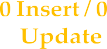 0 Insert / 0
Update